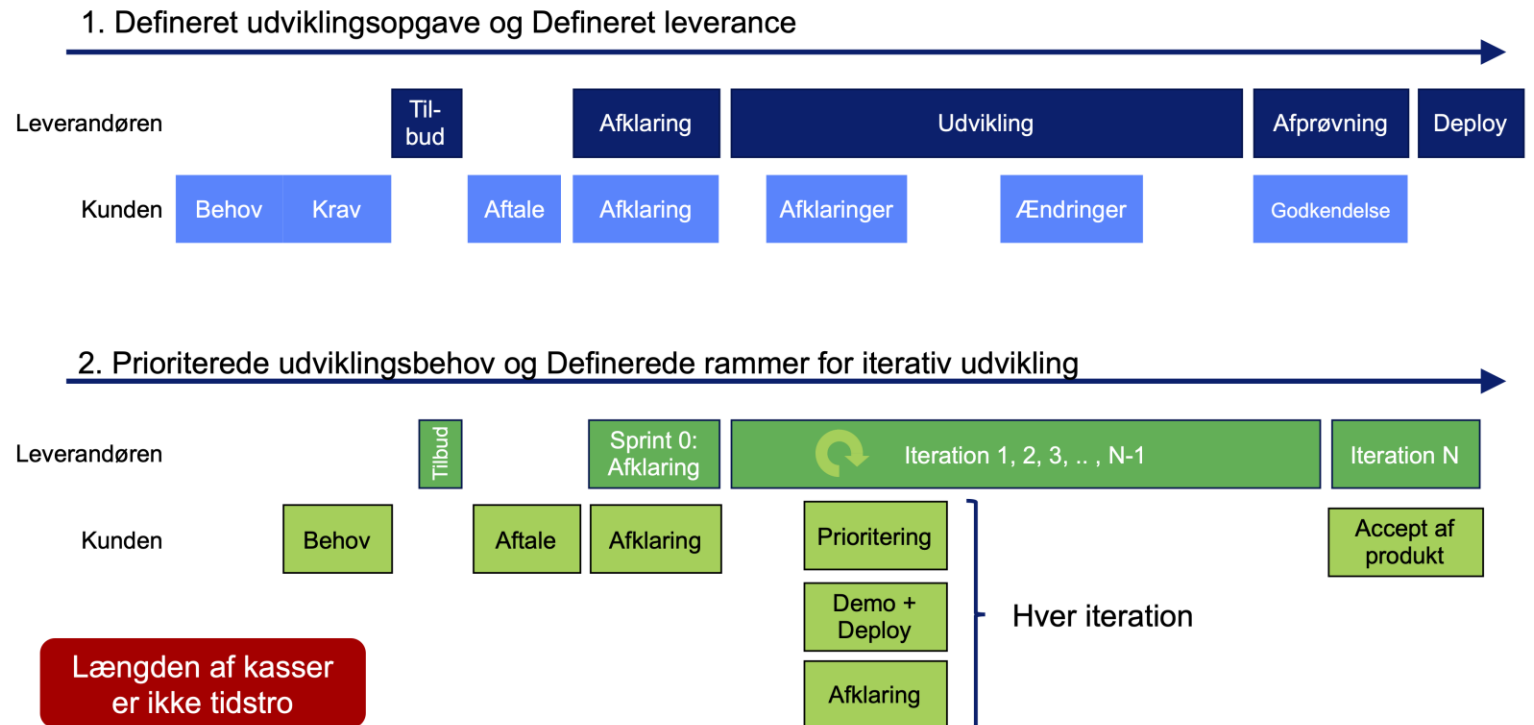 1. Defineret udviklingsopgave og Defineret leverance
Leverandøren
Til-
bud
Afklaring
Udvikling
Afprøvning
Deploy
Kunden
Behov
Krav
Aftale
Afklaring
Afklaringer
Ændringer
Godkendelse
2. Prioriterede udviklingsbehov og Definerede rammer for iterativ udvikling
Leverandøren
Tilbud
Sprint 0:
Afklaring
Iteration 1, 2, 3, .. , N-1
Iteration N
Kunden
Behov
Aftale
Afklaring
Prioritering
Accept af
produkt
Demo +
Deploy
Hver iteration
Afklaring
Længden af kasser
er ikke tidstro